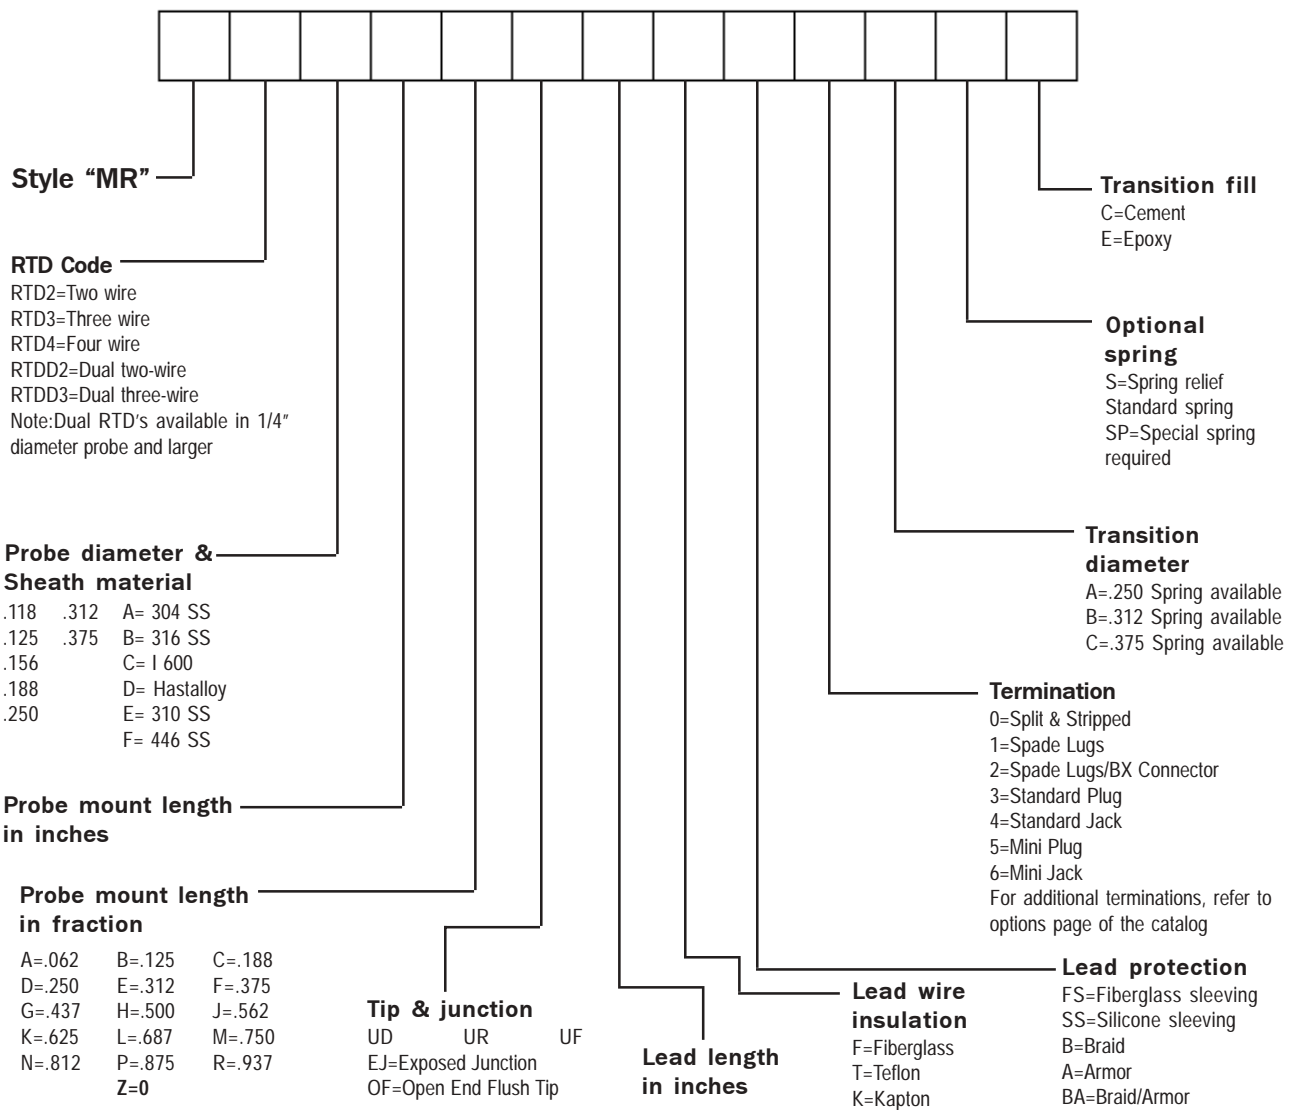 Style “MR”
RTD Code
RTD2=Two wire
RTD3=Three wire
RTD4=Four wire
RTDD2=Dual two-wire
RTDD3=Dual three-wire
Note:Dual RTD's available in 1/4"
diameter probe and larger
Probe diameter &
Sheath material
.118 .312 A= 304 SS
.125 .375 B= 316 SS
.156 C= I 600
.188 D= Hastalloy
.250 E= 310 SS
F= 446 SS
Probe mount length
in inches
Probe mount length
in fraction
A=.062 B=.125 C=.188
D=.250 E=.312 F=.375
G=.437 H=.500 J=.562
K=.625 L=.687 M=.750
N=.812 P=.875 R=.937
Z=0
Tip & junction
UD UR UF
EJ=Exposed Junction
OF=Open End Flush Tip
Lead length
in inches
Lead wire
insulation
F=Fiberglass
T=Teflon
K=Kapton
Lead protection
FS=Fiberglass sleeving
SS=Silicone sleeving
B=Braid
A=Armor
BA=Braid/Armor
Termination
0=Split & Stripped
1=Spade Lugs
2=Spade Lugs/BX Connector
3=Standard Plug
4=Standard Jack
5=Mini Plug
6=Mini Jack
For additional terminations, refer to
options page of the catalog
Transition
diameter
A=.250 Spring available
B=.312 Spring available
C=.375 Spring available
Optional
spring
S=Spring relief
Standard spring
SP=Special spring
required
Transition fill
C=Cement
E=Epoxy